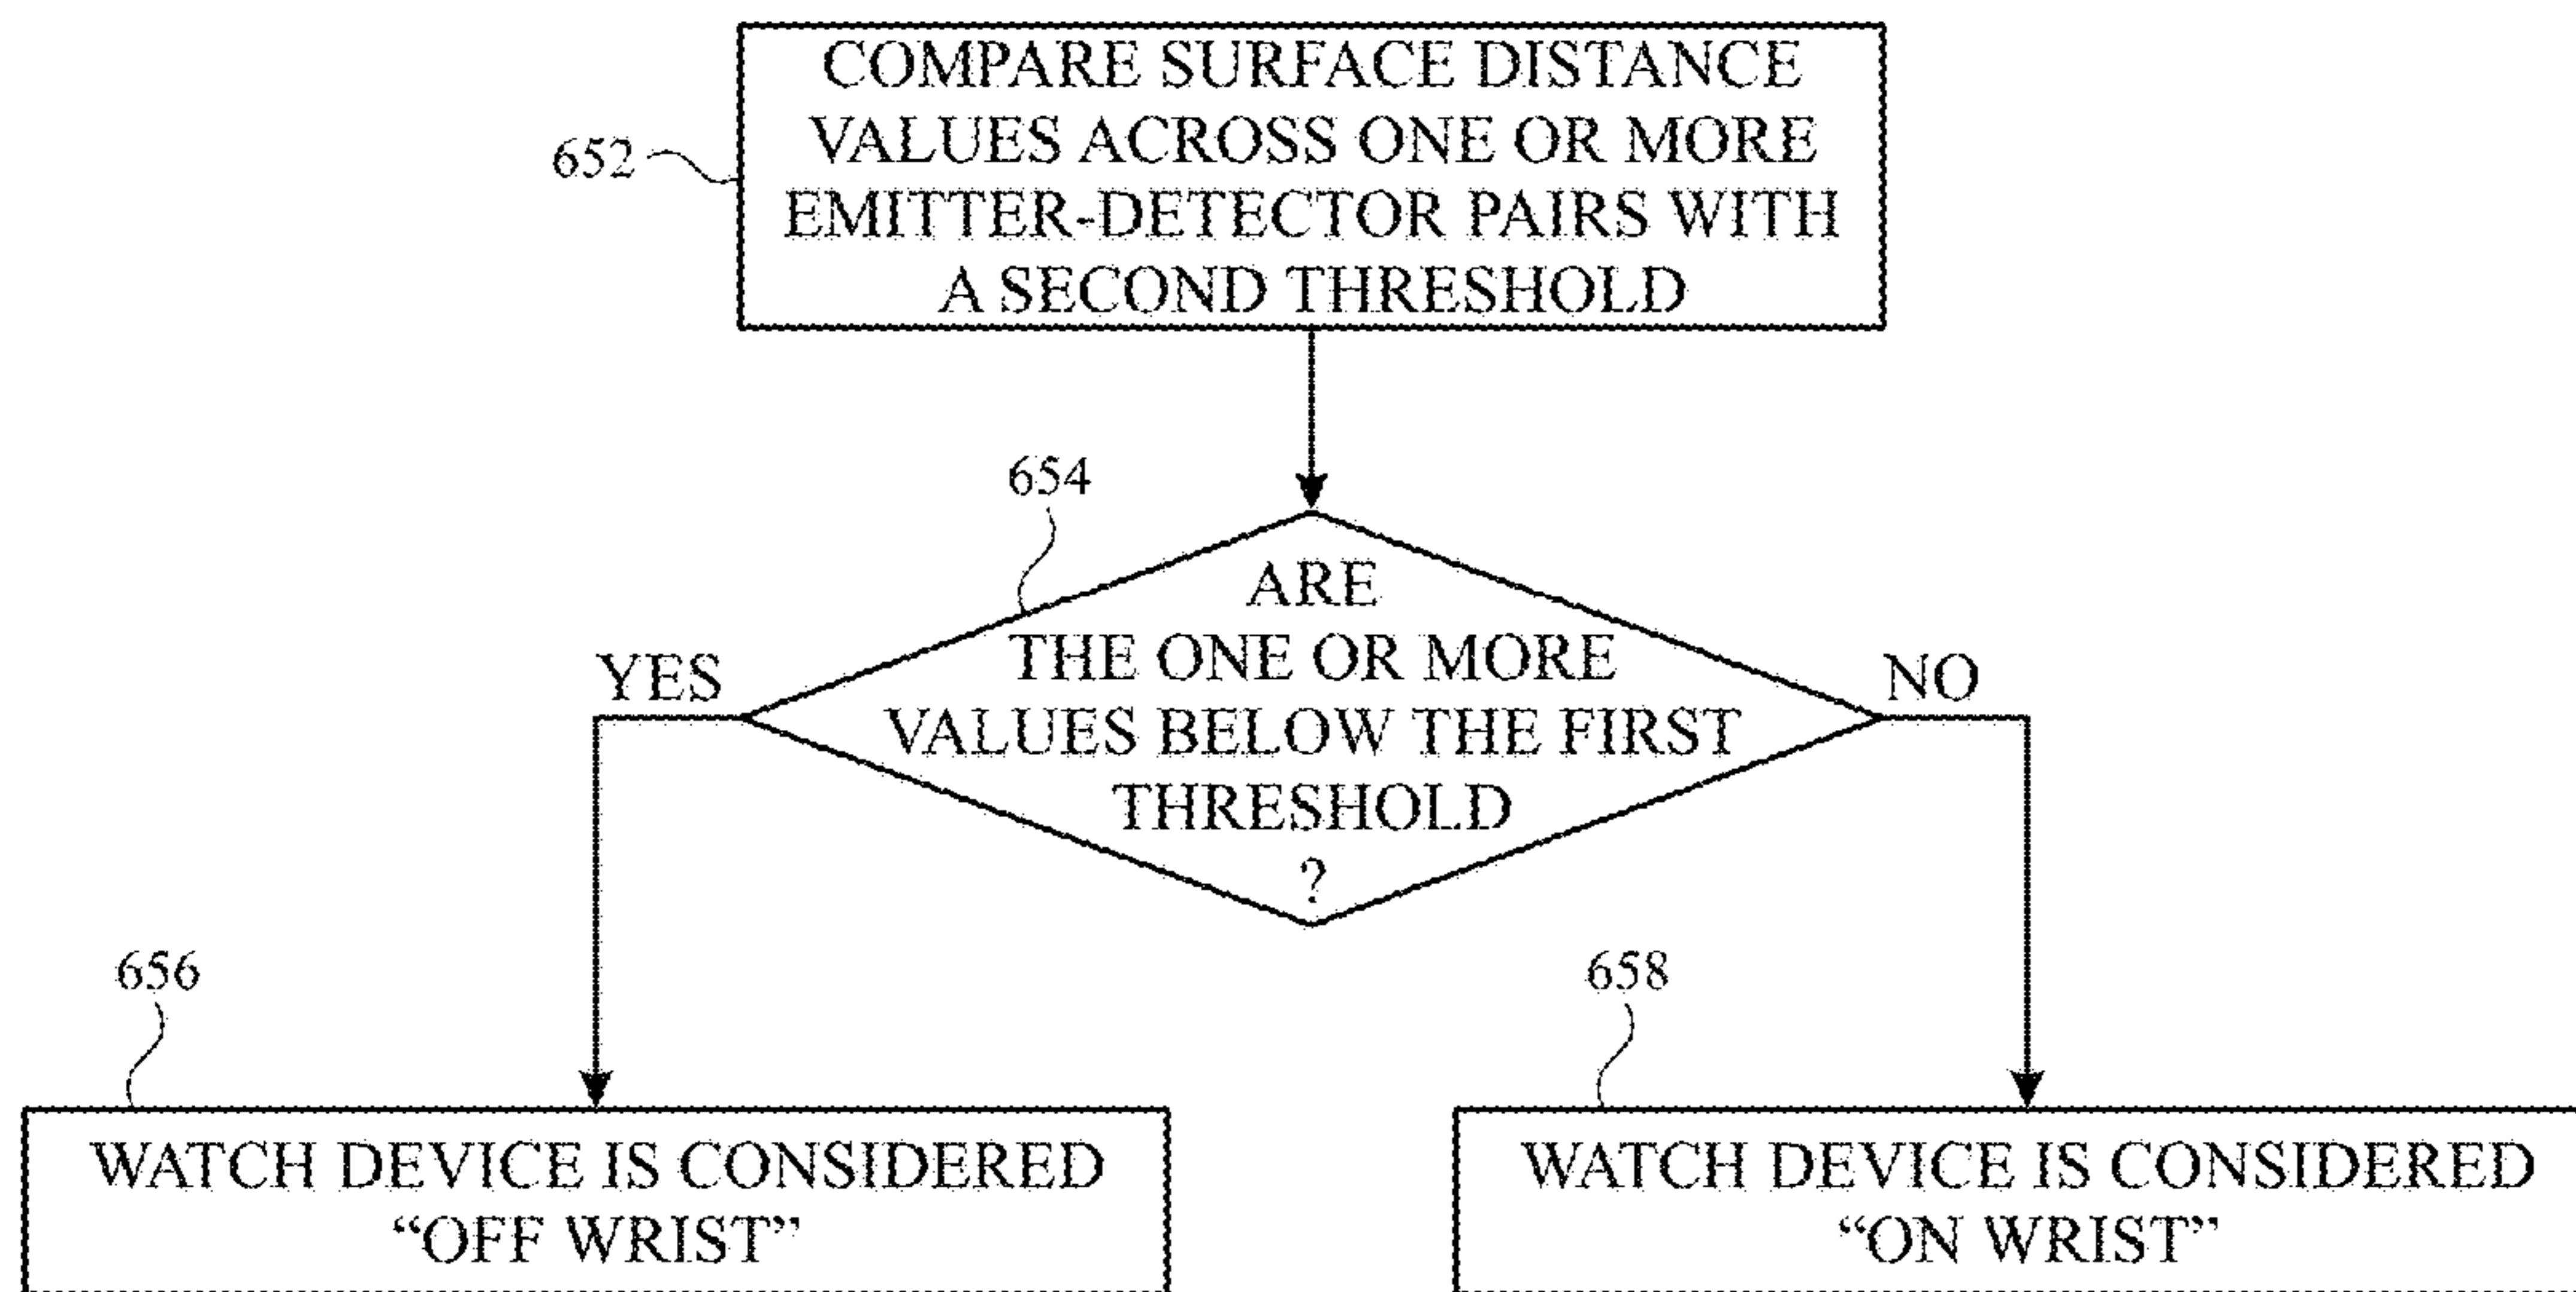 COMPARE SURFACE DISTANCE
VALUES ACROSS ONE OR MORE
EMITTER-DETECTOR PAIRS WITH
A SECOND THRESHOLD
652
654
ARE
THE ONE OR MORE
VALUES BELOW THE FIRST
THRESHOLD
?
YES
NO
656
658
WATCH DEVICE IS CONSIDERED
“OFF WRIST”
WATCH DEVICE IS CONSIDERED
“ON WRIST”